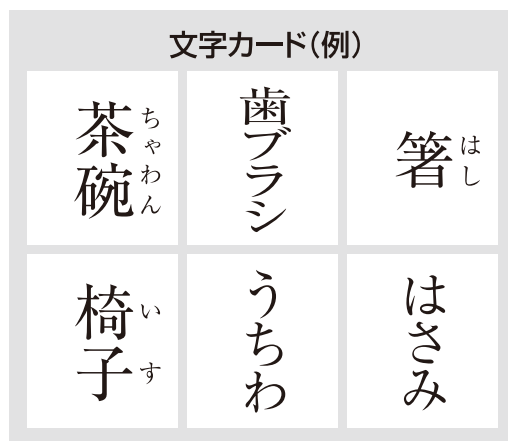 文字カード（例）
箸
はし
歯ブラシ
茶碗
ちゃわん
はさみ
うちわ
椅子
いす